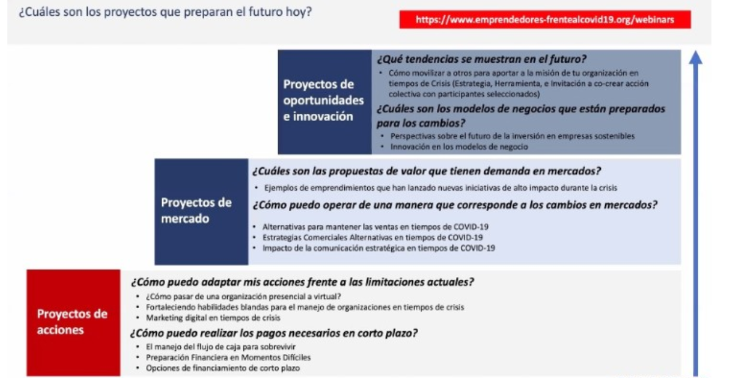 ¿Cuáles son los proyectos que preparan el futuro hoy?
https://www.emprendedores-frentealcovid19.org/webinars
Proyectos de
oportunidades
e innovación
¿Qué tendencias se muestran en el futuro?
• Cómo movilizar a otros para aportar a la misión de tu organización en
tiempos de Crisis (Estrategia, Herramienta, e Invitación a co-crear acción
colectiva con participantes seleccionados)
¿Cuáles son los modelos de negocios que están preparados
para los cambios?
• Perspectivas sobre el futuro de la inversión en empresas sostenibles
• Innovación en los modelos de negocio
Proyectos de
mercado
¿Cuáles son las propuestas de valor que tienen demanda en mercados?
• Ejemplos de emprendimientos que han lanzado nuevas iniciativas de alto impacto durante la crisis
¿Cómo puedo operar de una manera que corresponde a los cambios en mercados?
• Alternativas para mantener las ventas en tiempos de COVID-19
• Estrategias Comerciales Alternativas en tiempos de COVID-19
• Impacto de la comunicación estratégica en tiempos de COVID-19
Proyectos de
acciones
¿Cómo puedo adaptar mis acciones frente a las limitaciones actuales?
• ¿Cómo pasar de una organización presencial a virtual?
• Fortaleciendo habilidades blandas para el manejo de organizaciones en tiempos de crisis
• Marketing digital en tiempos de crisis
¿Cómo puedo realizar los pagos necesarios en corto plazo?
• El manejo del flujo de caja para sobrevivir
• Preparación Financiera en Momentos Difíciles
• Opciones de financiamiento de corto plazo